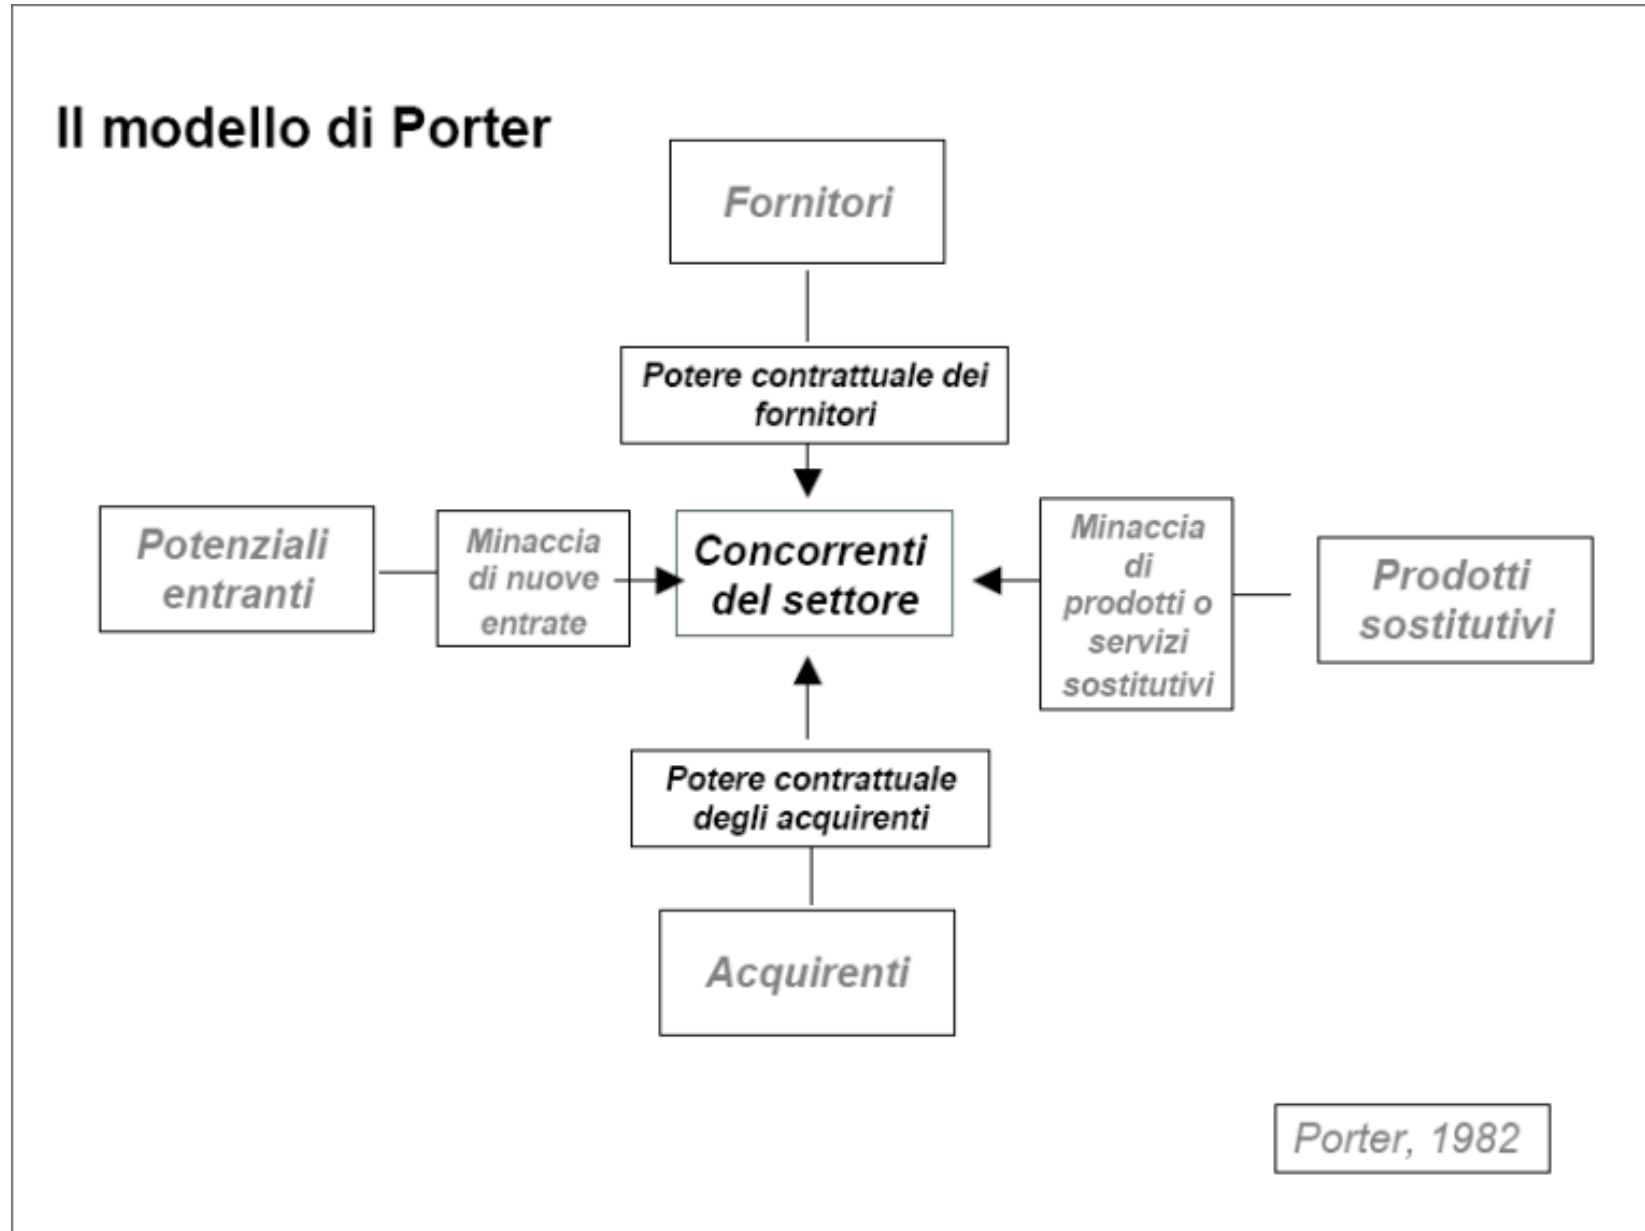 Il modello di Porter
Fornitori
Potere contrattuale dei
fornitori
Potenziali
entranti
Minaccia
di nuove
entrate
Concorrenti
del settore
Minaccia
di
prodotti o
servizi
sostitutivi
Prodotti
sostitutivi
Potere contrattuale
degli acquirenti
Acquirenti
Porter, 1982